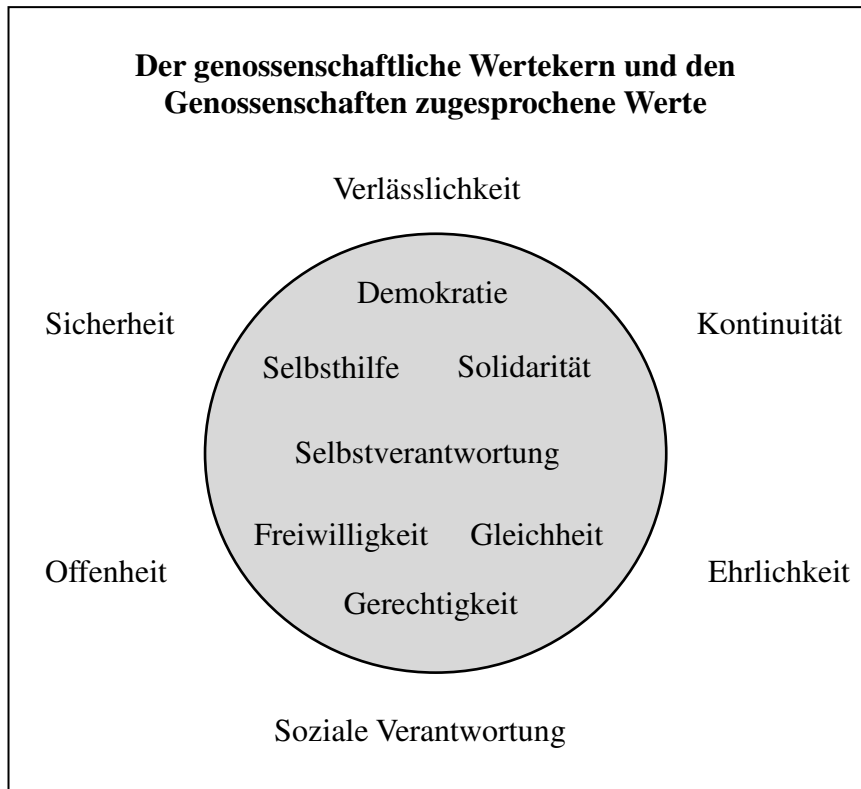 Der genossenschaftliche Wertekern und den
Genossenschaften zugesprochene Werte
Verlässlichkeit
Demokratie
Sicherheit
Kontinuität
Selbsthilfe
Solidarität
Selbstverantwortung
Freiwilligkeit
Gleichheit
Offenheit
Ehrlichkeit
Gerechtigkeit
Soziale Verantwortung